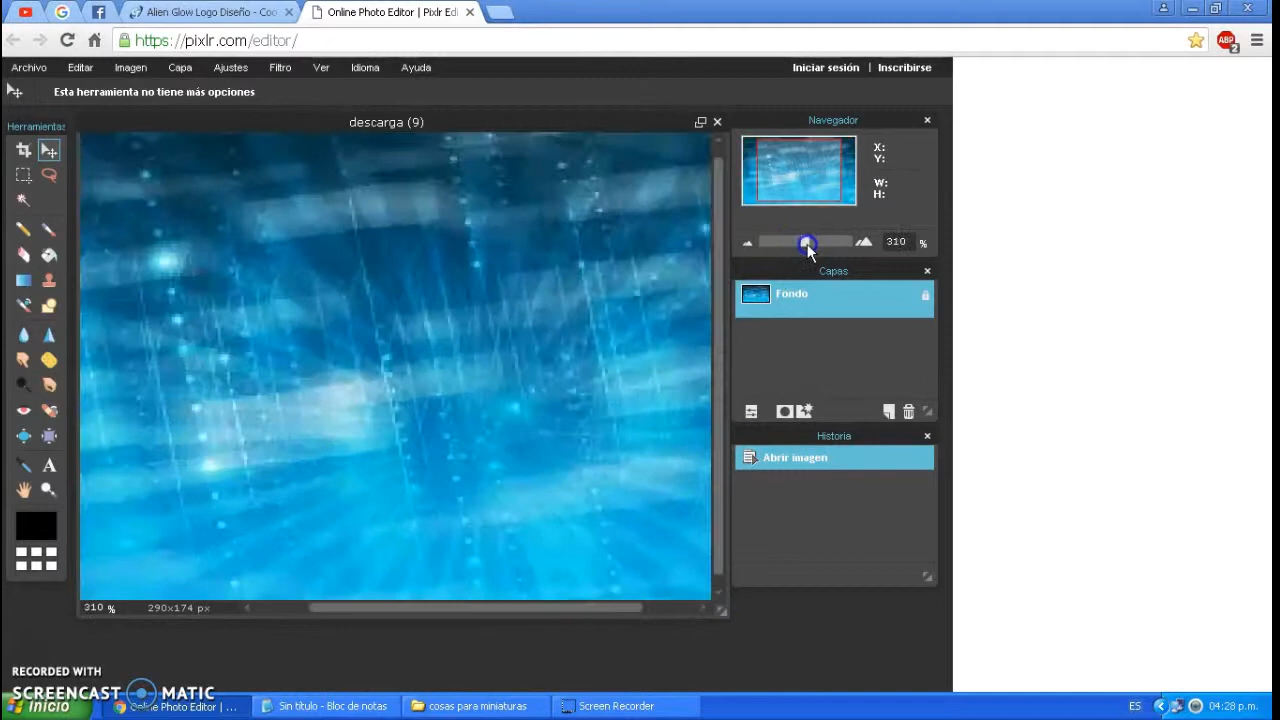 Alien Glow Logo Diseño - Coo
Online Photo Editor | Pixlr Edi
https://pixlr.com/editor/
ABP
2
Archivo Editar Imagen Capa Ajustes Filtro Ver Idioma Ayuda
Iniciar sesión | Inscribirse
Esta herramienta no tiene más opciones
Herramientas
descarga (9)
Navegador
X:
Y:
W:
H:
310 %
Capas
Fondo
Historia
Abrir imagen
A
310 % 290x174 px
RECORDED WITH
SCREENCAST MATIC
Inicio
Online Photo Editor | ...
Sin título - Bloc de notas
cosas para miniaturas
Screen Recorder
ES
04:28 p.m.